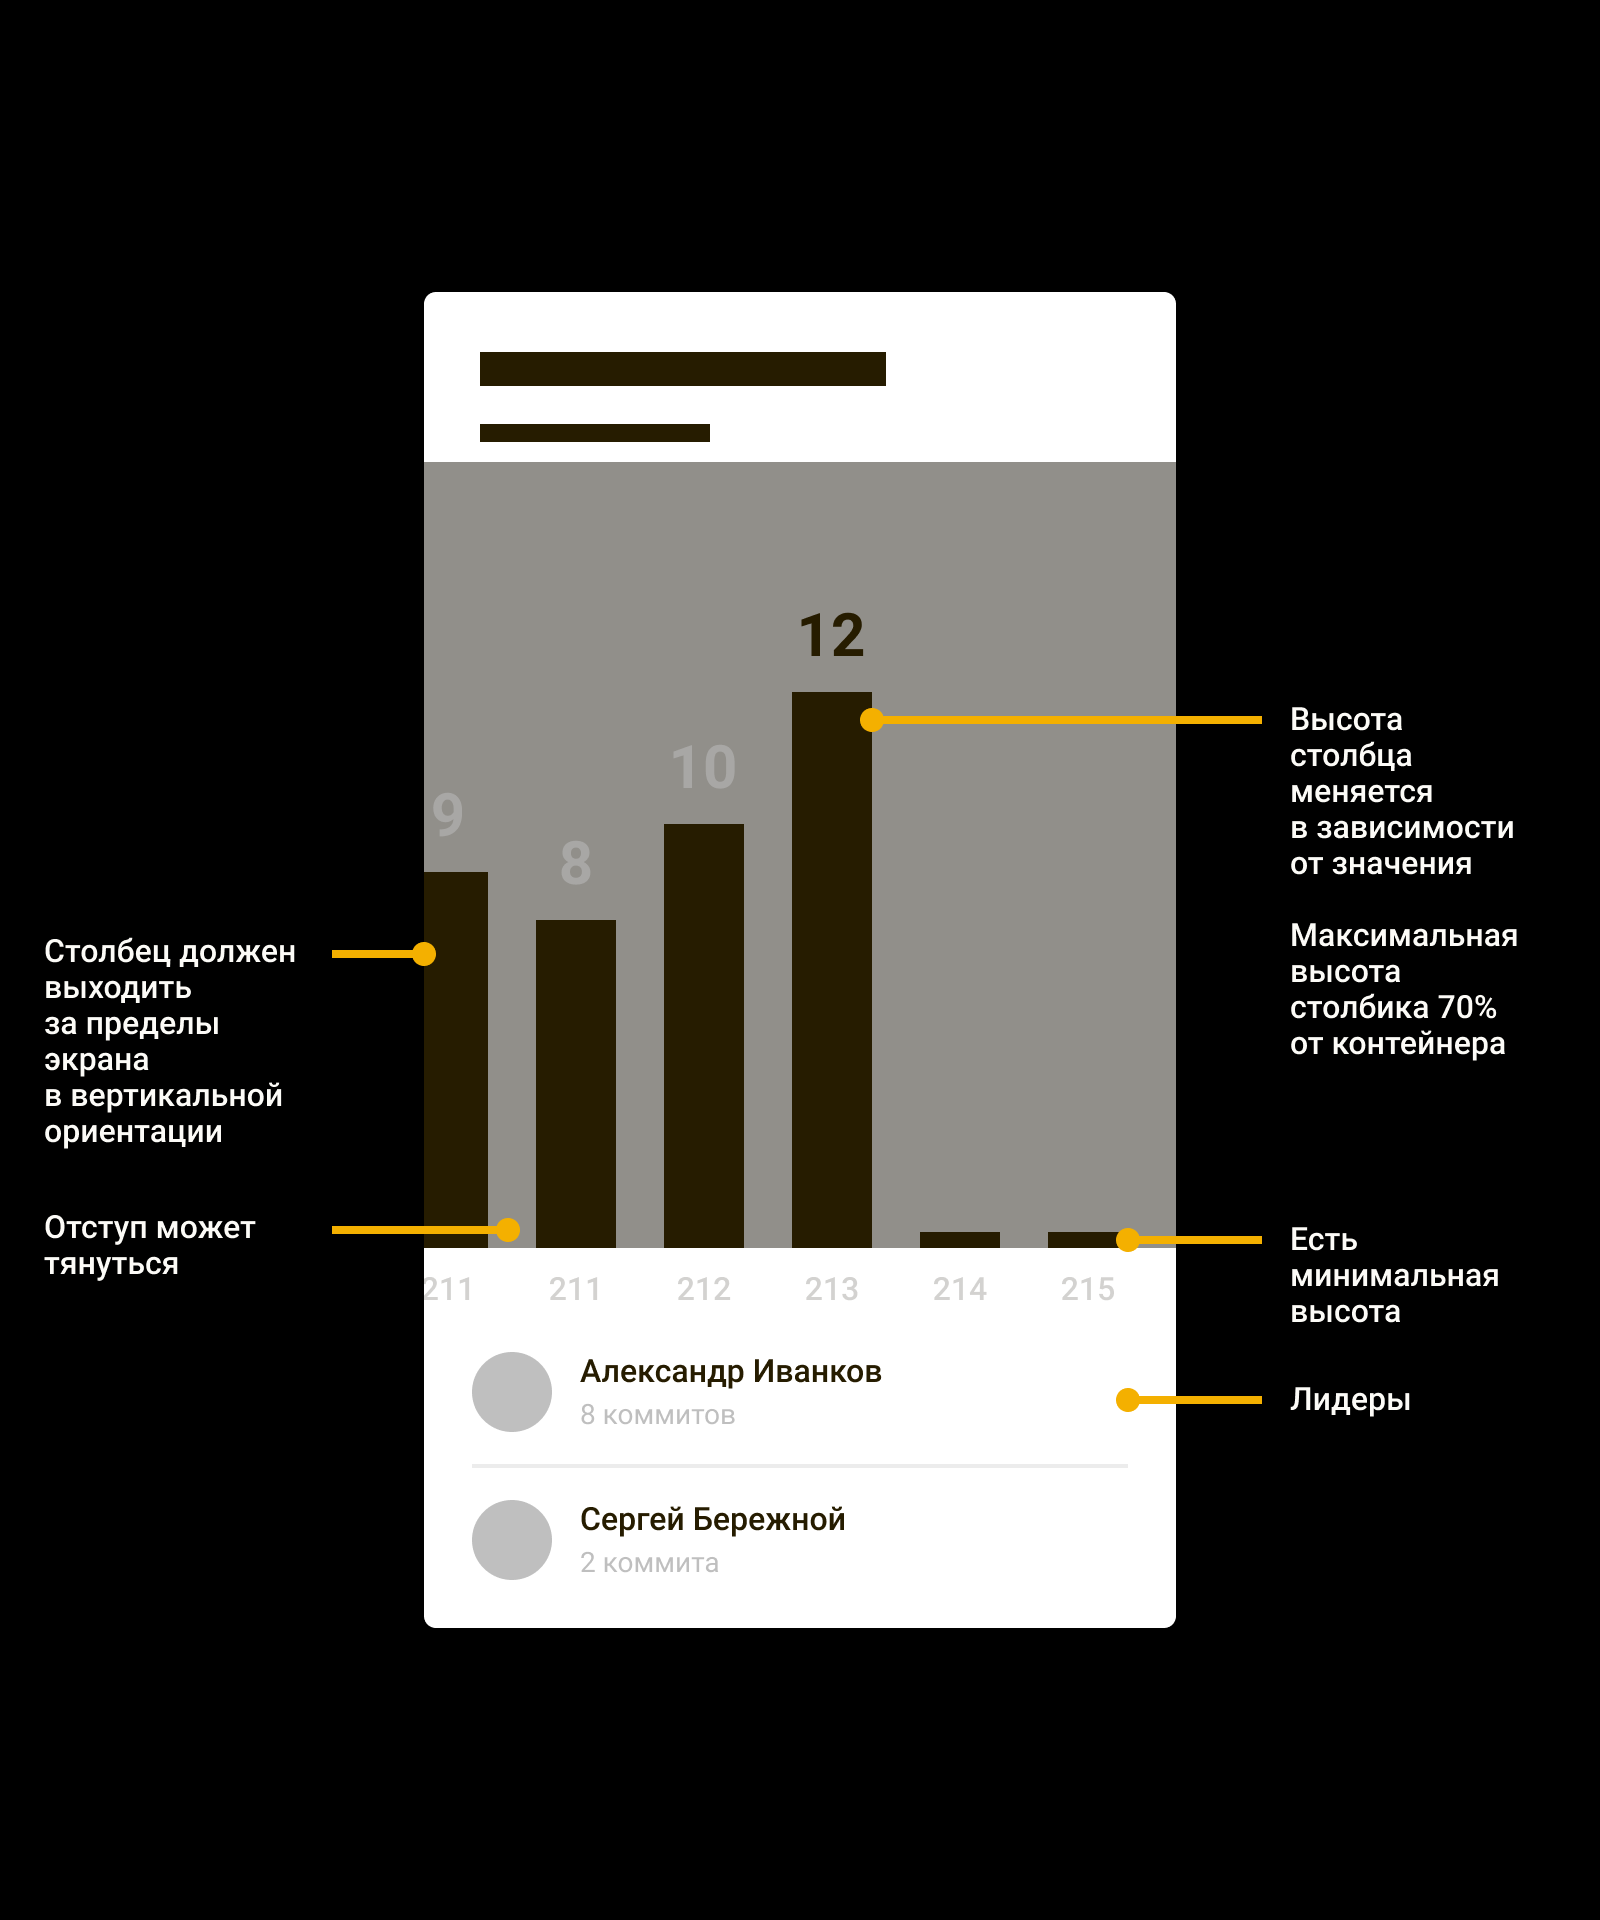 12
10
9
8
Высота
столбца
меняется
в зависимости
от значения
Максимальная
высота
столбика 70%
от контейнера
Столбец должен
выходить
за пределы
экрана
в вертикальной
ориентации
Отступ может
тянуться
Есть
минимальная
высота
211 211 212 213 214 215
Александр Иванков
8 коммитов
Лидеры
Сергей Бережной
2 коммита